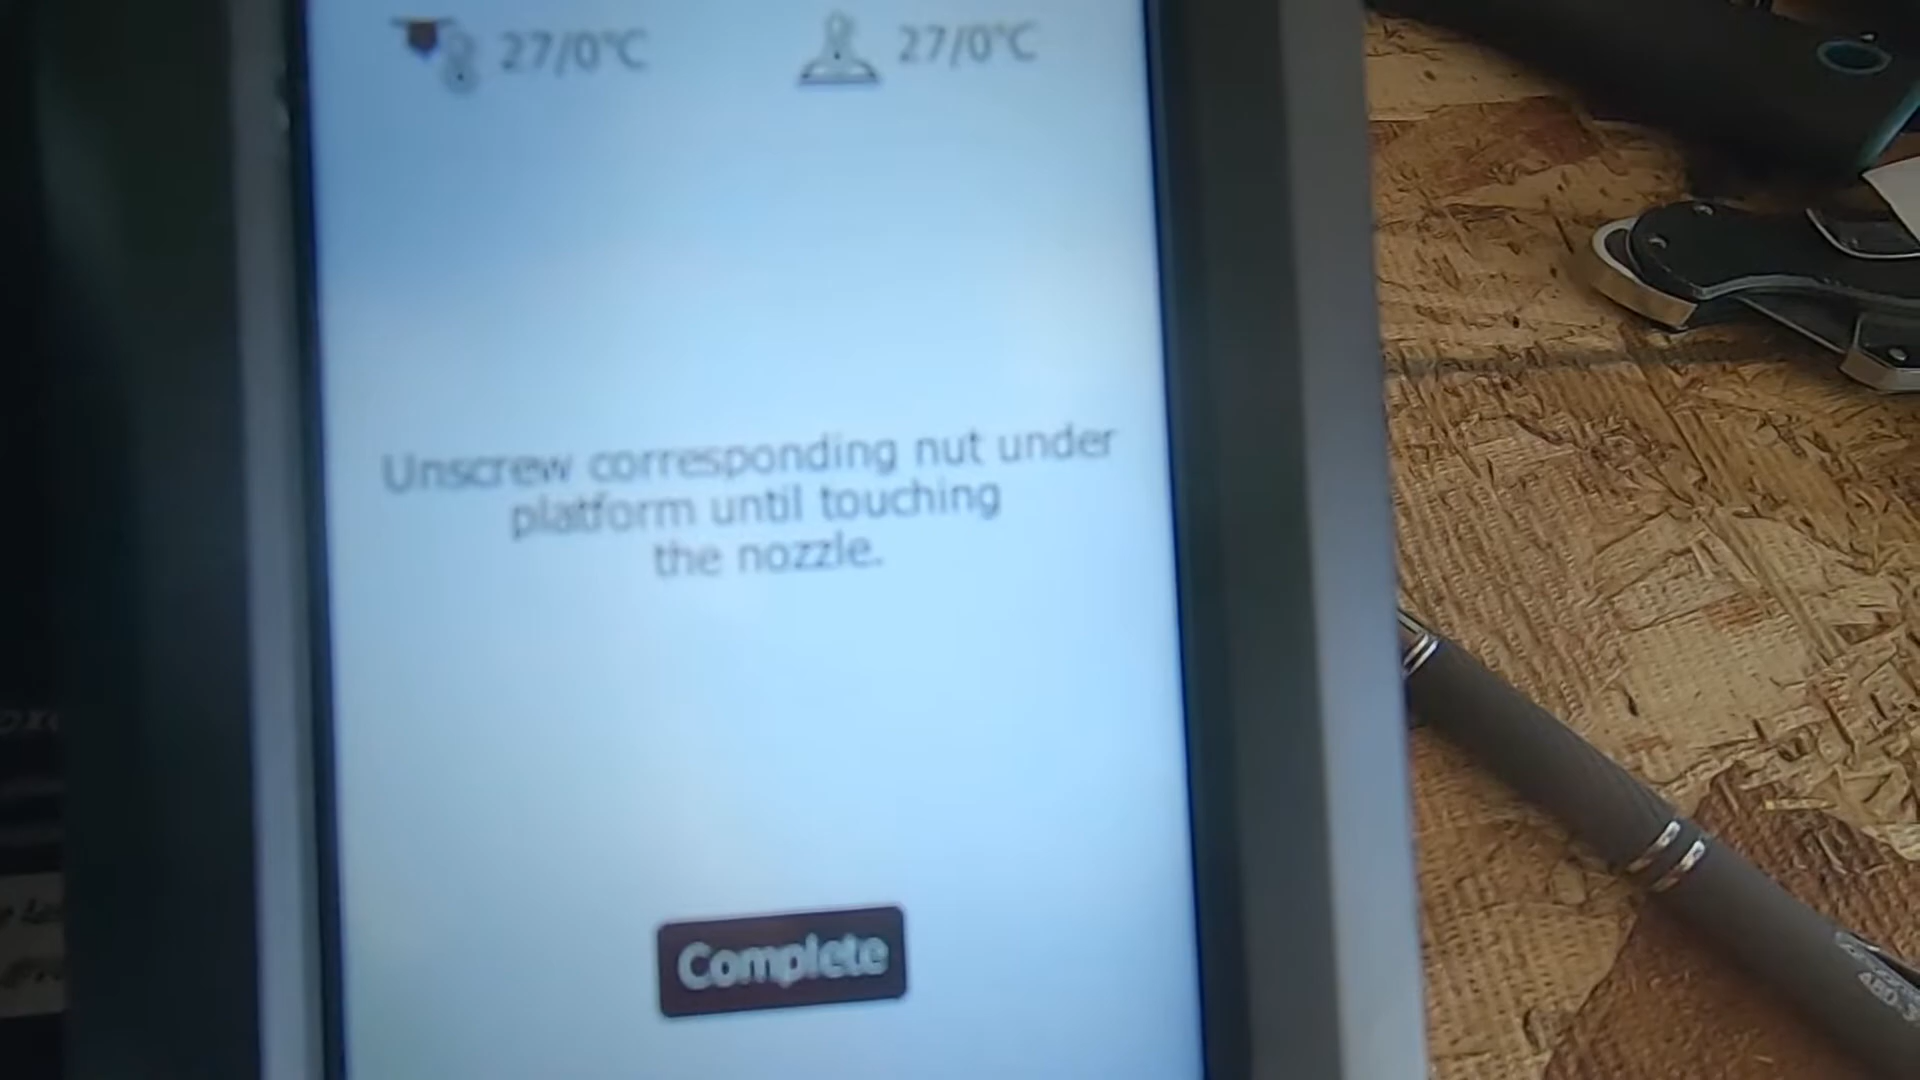 27/0°C 27/0°C
Unscrew corresponding nut under
platform until touching
the nozzle.
Complete